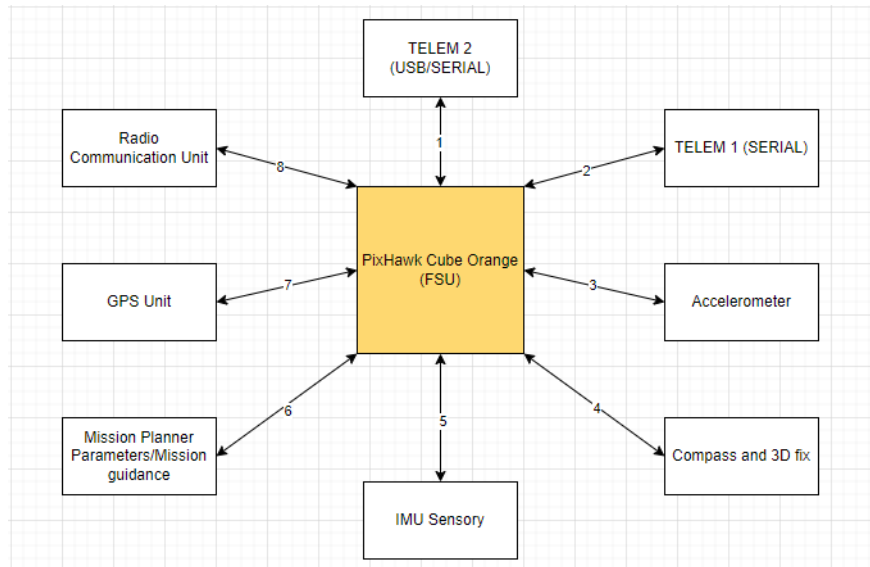 TELEM 2
(USB/SERIAL)
Radio
Communication Unit
1
TELEM 1 (SERIAL)
8
2
PixHawk Cube Orange
(FSU)
GPS Unit
7
3
Accelerometer
6
5
4
Mission Planner
Parameters/Mission
guidance
Compass and 3D fix
IMU Sensory